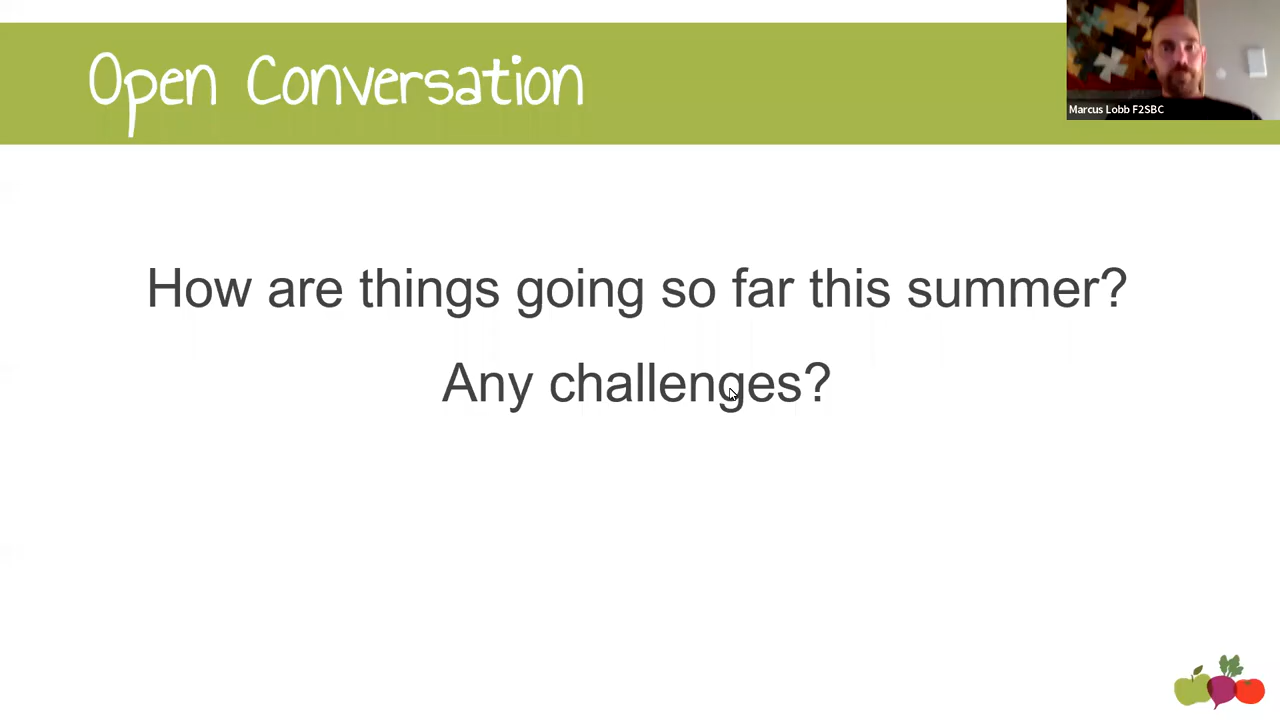 Open Conversation
Marcus Lobb F2SBC
How are things going so far this summer?
Any challenges?